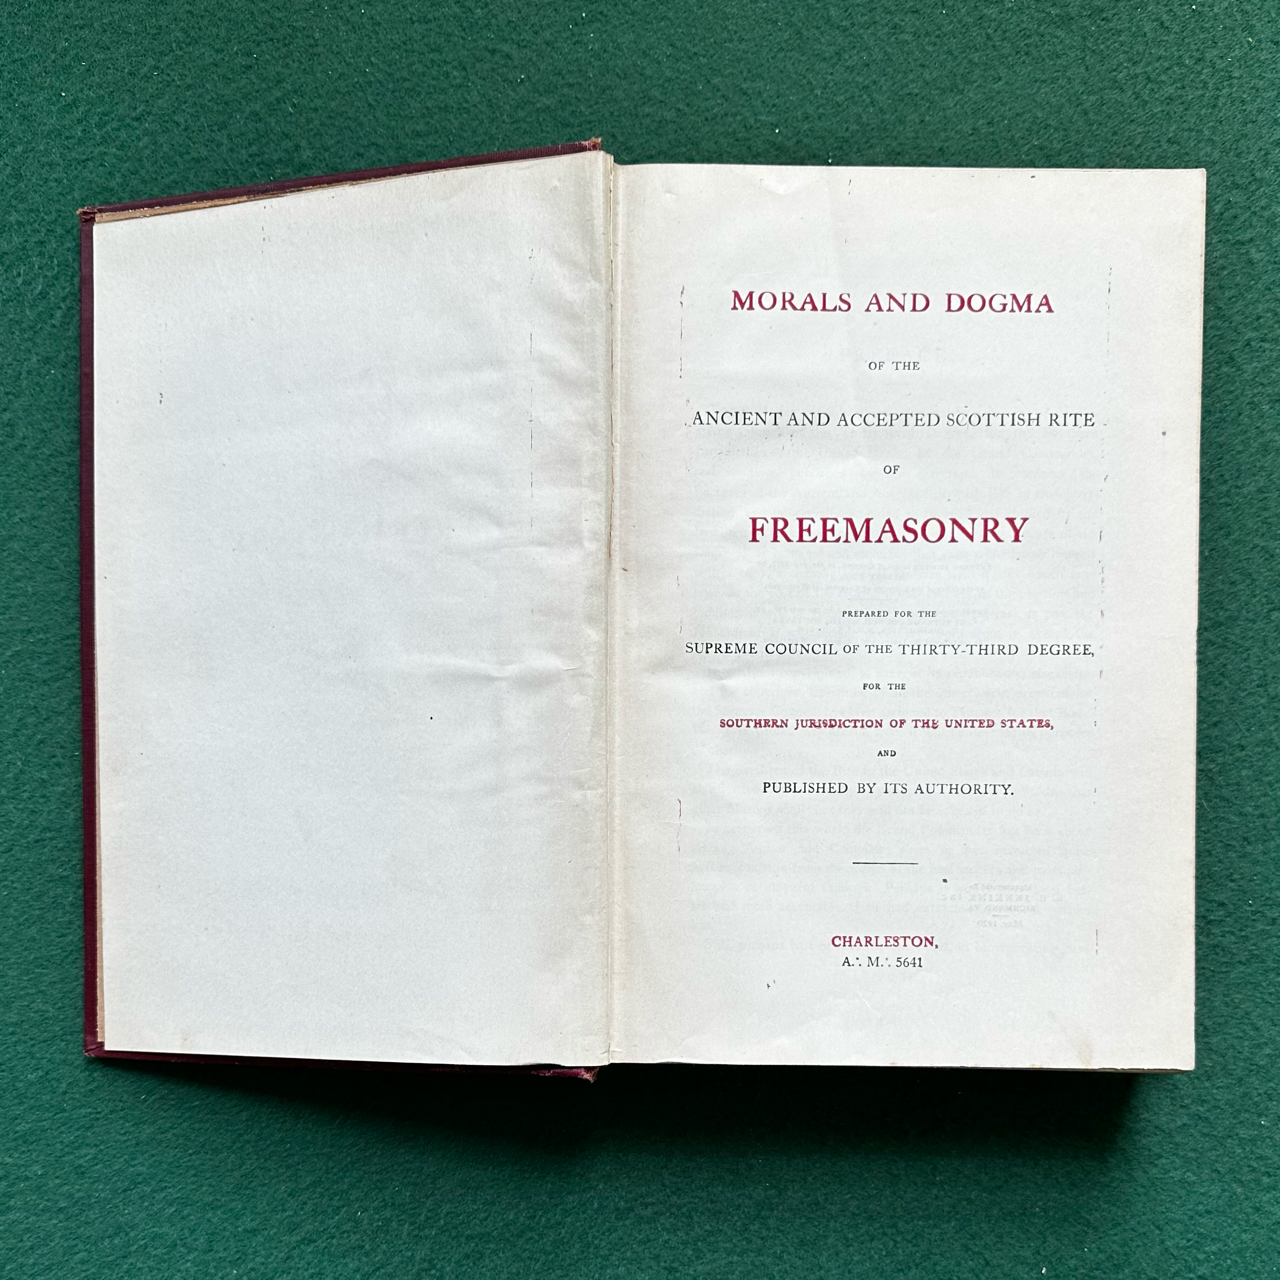 MORALS AND DOGMA
OF THE
ANCIENT AND ACCEPTED SCOTTISH RITE
OF
FREEMASONRY
PREPARED FOR THE
SUPREME COUNCIL OF THE THIRTY-THIRD DEGREE,
FOR THE
SOUTHERN JURISDICTION OF THE UNITED STATES,
AND
PUBLISHED BY ITS AUTHORITY.
CHARLESTON,
A∴ M∴ 5641